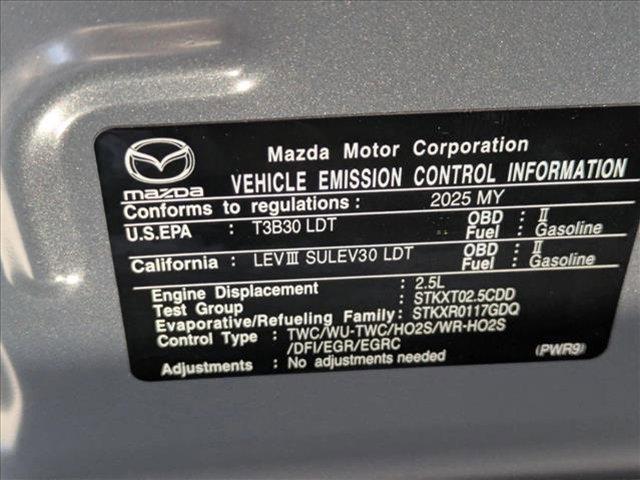 Mazda Motor Corporation
mazda VEHICLE EMISSION CONTROL INFORMATION
Conforms to regulations : 2025 MY
U.S.EPA : T3B30 LDT OBD : II
Fuel : Gasoline
California : LEVIII SULEV30 LDT OBD : II
Fuel : Gasoline
Engine Displacement : 2.5L
Test Group : STKXT02.5CDD
Evaporative/Refueling Family: STKXR0117GDQ
Control Type : TWC/WU-TWC/HO2S/WR-HO2S
/DFI/EGR/EGRC
Adjustments : No adjustments needed (PWR9)